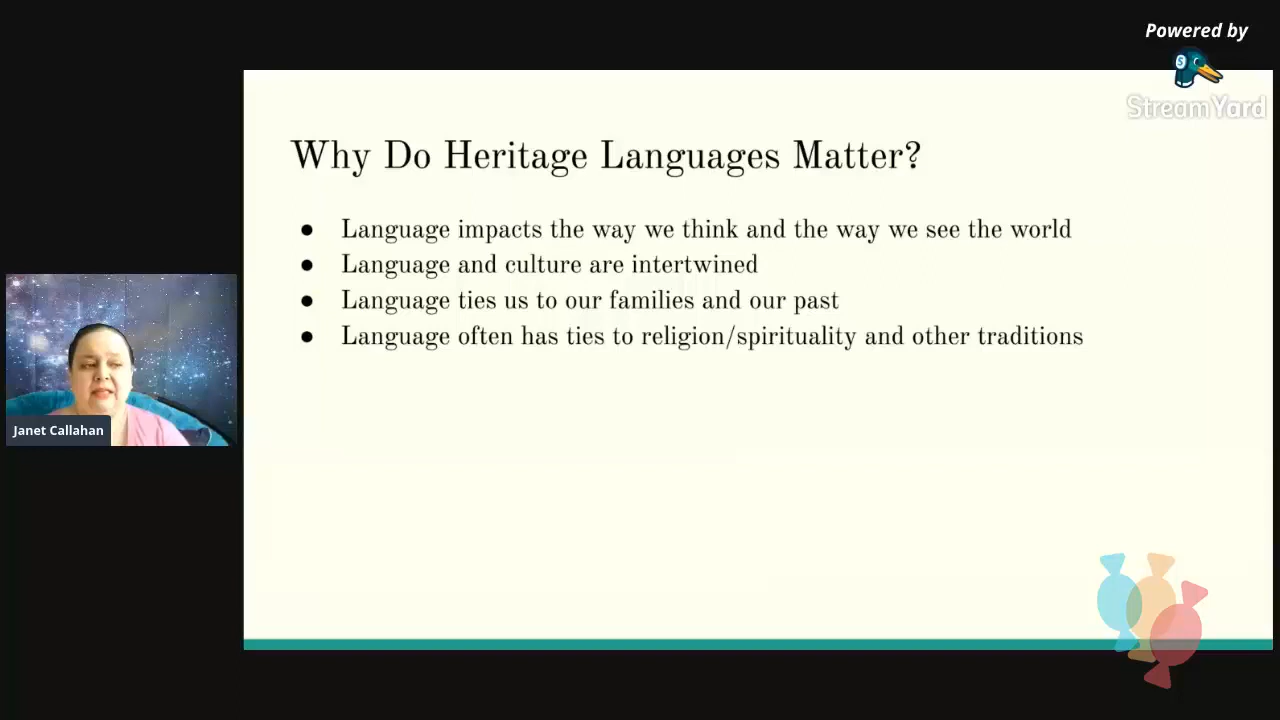 Powered by
StreamYard
Why Do Heritage Languages Matter?
● Language impacts the way we think and the way we see the world
● Language and culture are intertwined
● Language ties us to our families and our past
● Language often has ties to religion/spirituality and other traditions
Janet Callahan